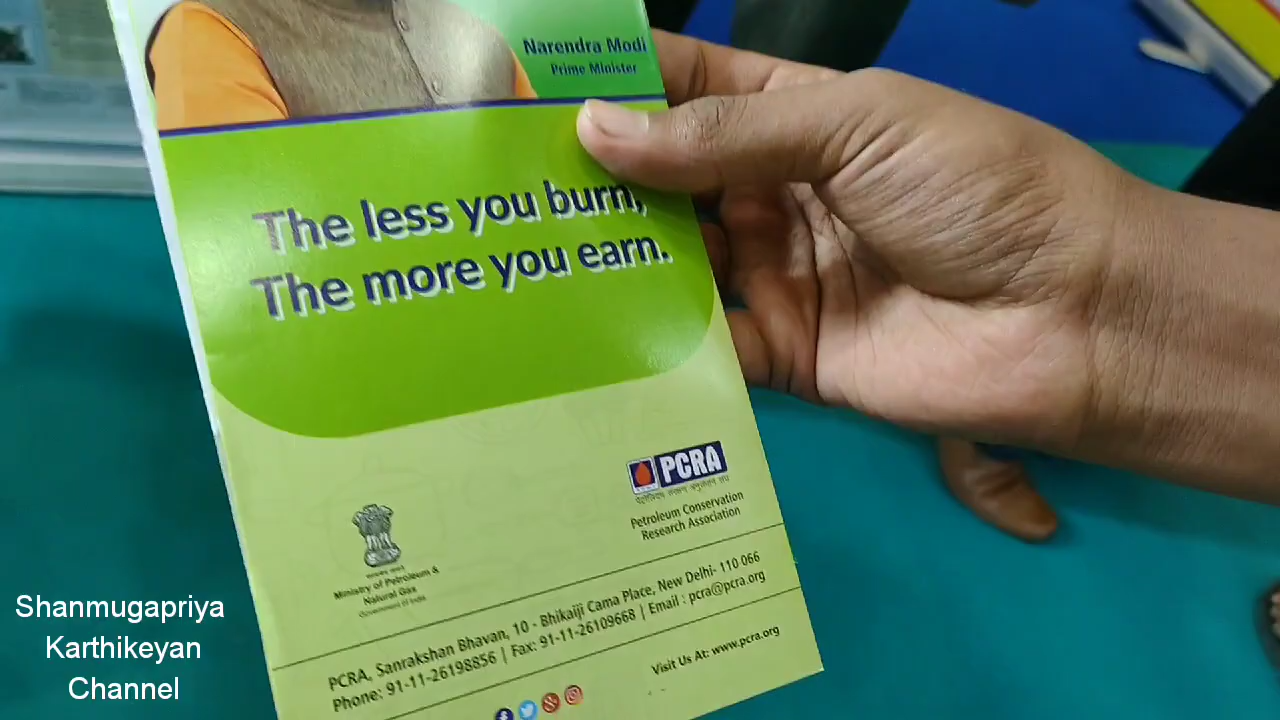 Narendra Modi
Prime Minister
The less you burn,
The more you earn.
PCRA
Petroleum Conservation
Research Association
Ministry of Petroleum &
Natural Gas
Government of India
PCRA, Sanrakshan Bhavan, 10 - Bhikaiji Cama Place, New Delhi- 110 066
Phone: 91-11-26198856 | Fax: 91-11-26109668 | Email : pcra@pcra.org
Visit Us At: www.pcra.org
Shanmugapriya
Karthikeyan
Channel